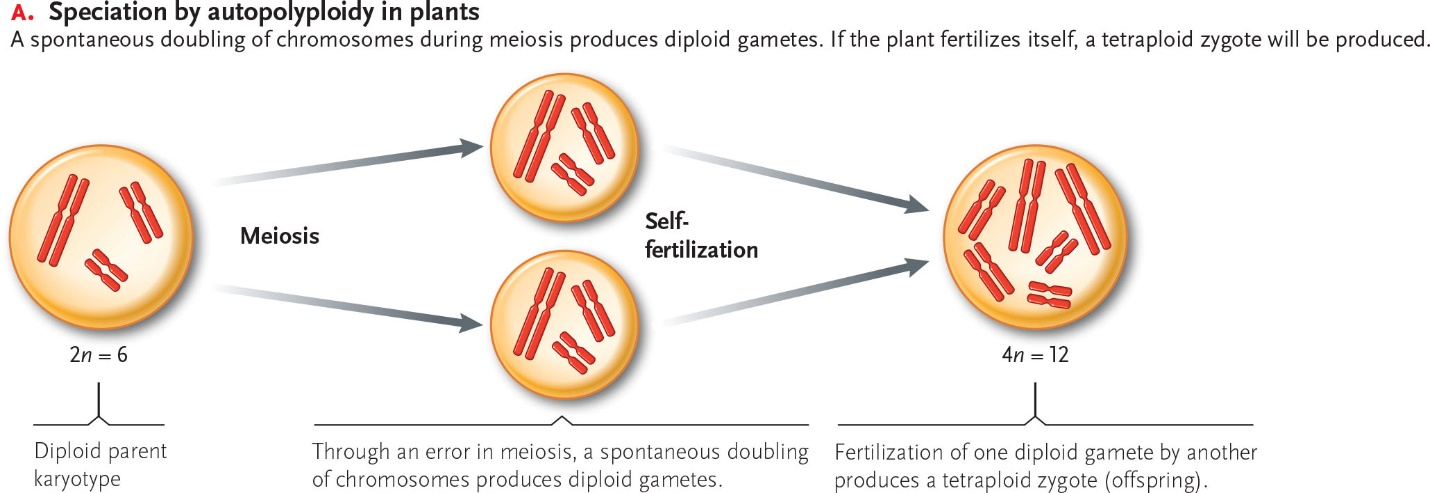 A. Speciation by autopolyploidy in plants
A spontaneous doubling of chromosomes during meiosis produces diploid gametes. If the plant fertilizes itself, a tetraploid zygote will be produced.
Meiosis
Self-
fertilization
2n = 6
4n = 12
Diploid parent
karyotype
Through an error in meiosis, a spontaneous doubling
of chromosomes produces diploid gametes.
Fertilization of one diploid gamete by another
produces a tetraploid zygote (offspring).